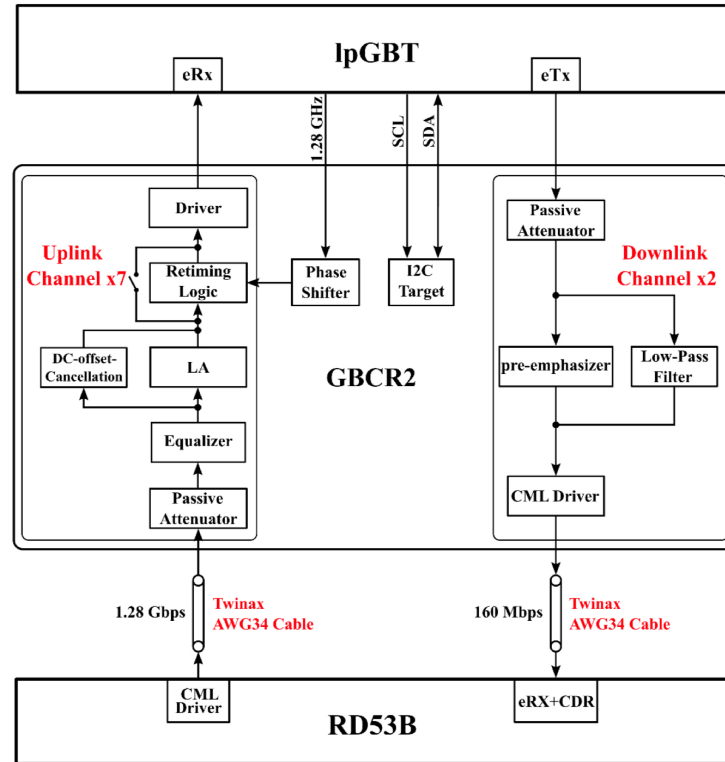 lpGBT
eRx
eTx
1.28 GHz
SCL
SDA
Driver
Uplink
Channel x7
Retiming
Logic
Phase
Shifter
I2C
Target
Passive
Attenuator
Downlink
Channel x2
DC-offset-
Cancellation
LA
GBCR2
pre-emphasizer
Low-Pass
Filter
Equalizer
Passive
Attenuator
CML Driver
1.28 Gbps
Twinax
AWG34 Cable
160 Mbps
Twinax
AWG34 Cable
CML
Driver
eRX+CDR
RD53B